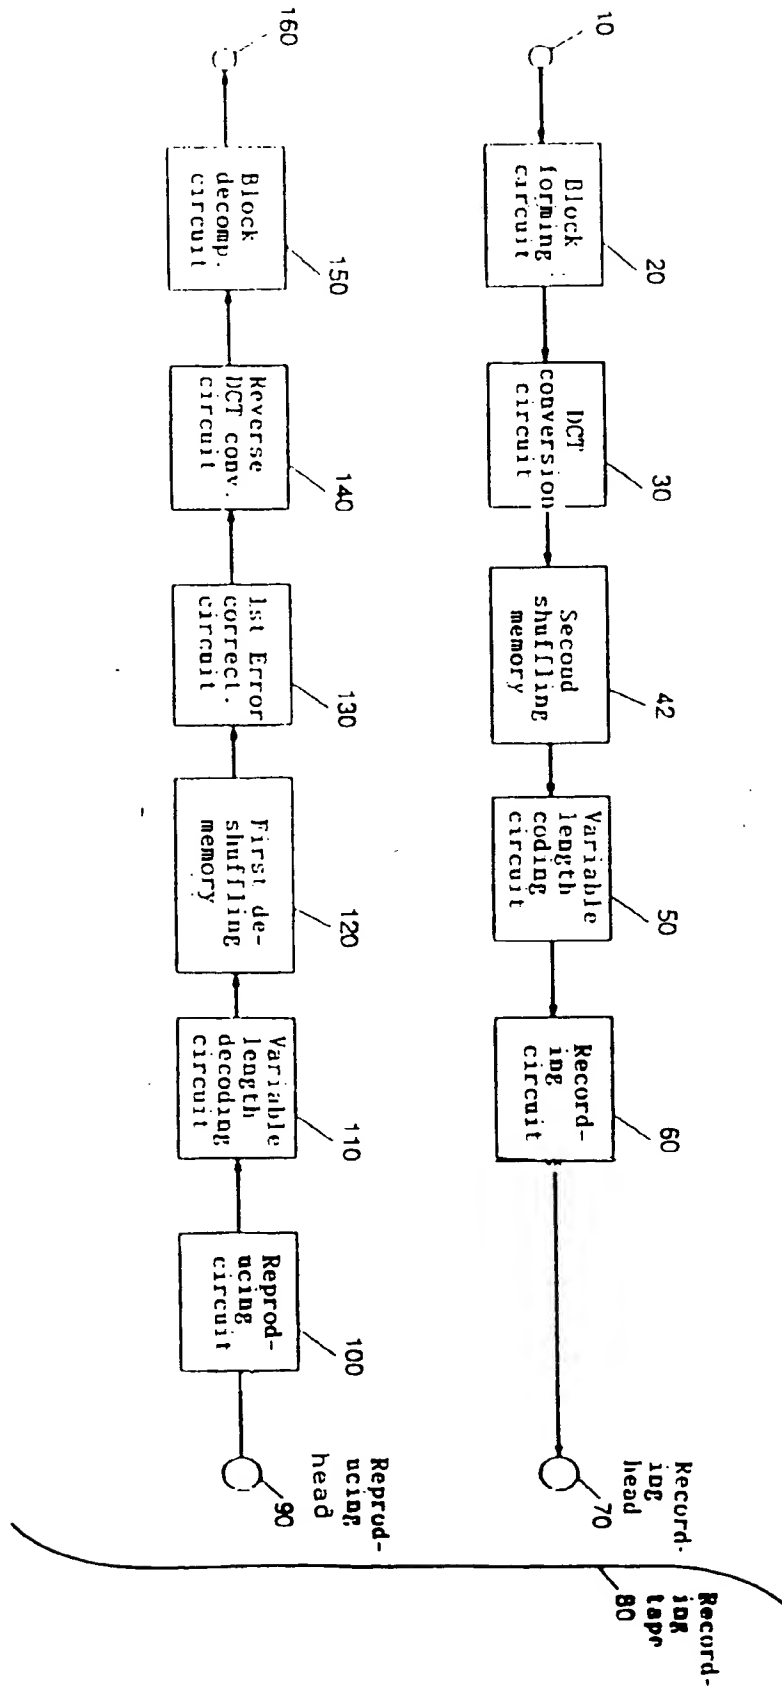 10
Block
forming
circuit
20
DCT
conversion
circuit
30
Second
shuffling
memory
42
Variable
length
coding
circuit
50
Record-
ing
circuit
60
Record-
ing
head
70
Record-
ing
tape
80
160
Block
decomp.
circuit
150
Reverse
DCT conv.
circuit
140
1st Error
correct.
circuit
130
First de-
shuffling
memory
120
Variable
length
decoding
circuit
110
Reprod-
ucing
circuit
100
Reprod-
ucing
head
90